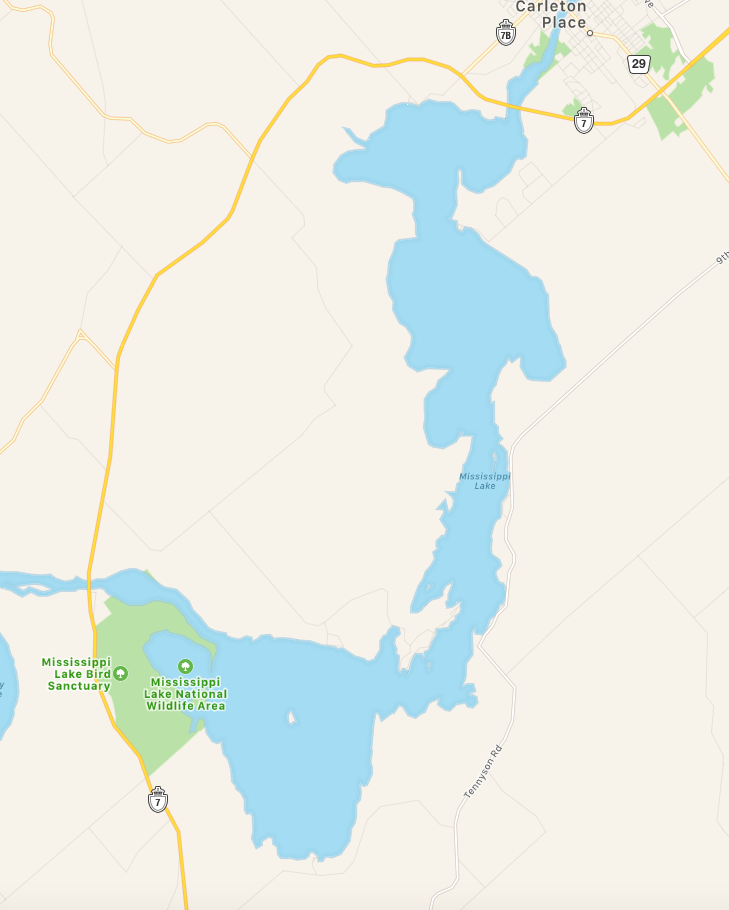 Carleton
Place
7B
29
7
9th
Mississippi
Lake
Mississippi
Lake Bird
Sanctuary
Mississippi
Lake National
Wildlife Area
Tennyson Rd
7